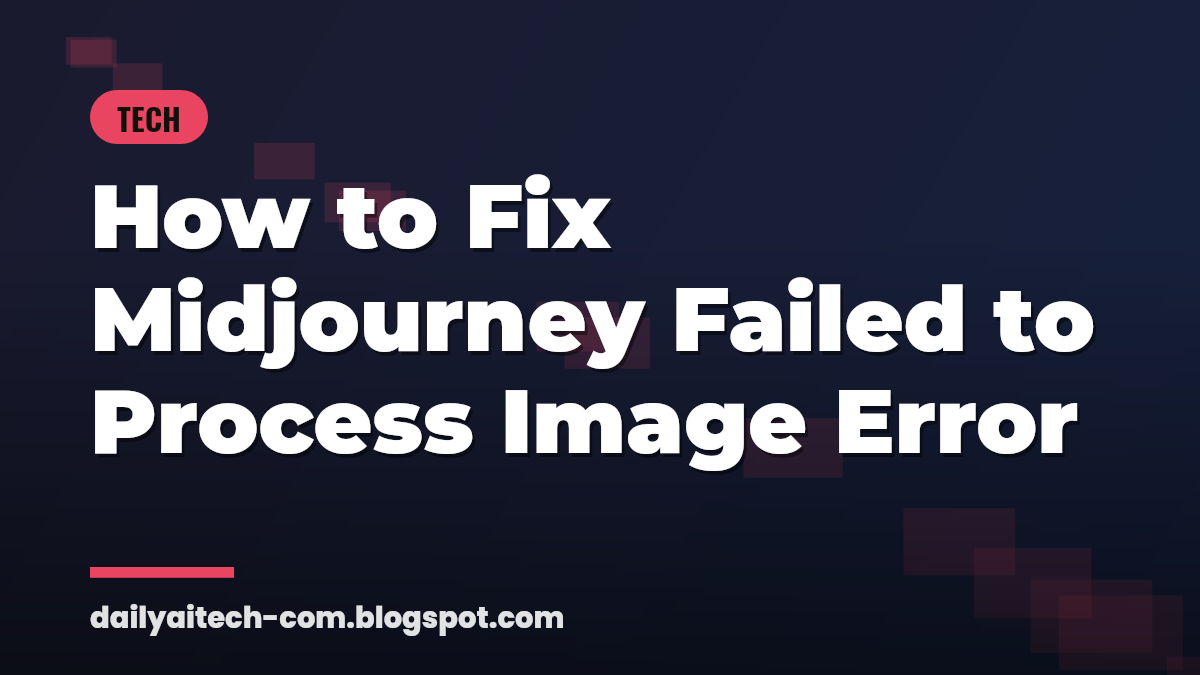 TECH
How to Fix
Midjourney Failed to
Process Image Error
dailyaitech-com.blogspot.com